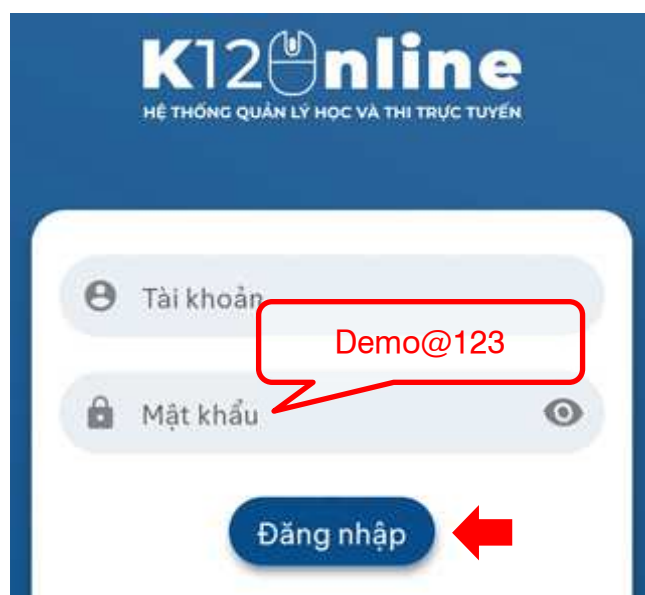 K12Online
HỆ THỐNG QUẢN LÝ HỌC VÀ THI TRỰC TUYẾN
Tài khoản
Demo@123
Mật khẩu
Đăng nhập